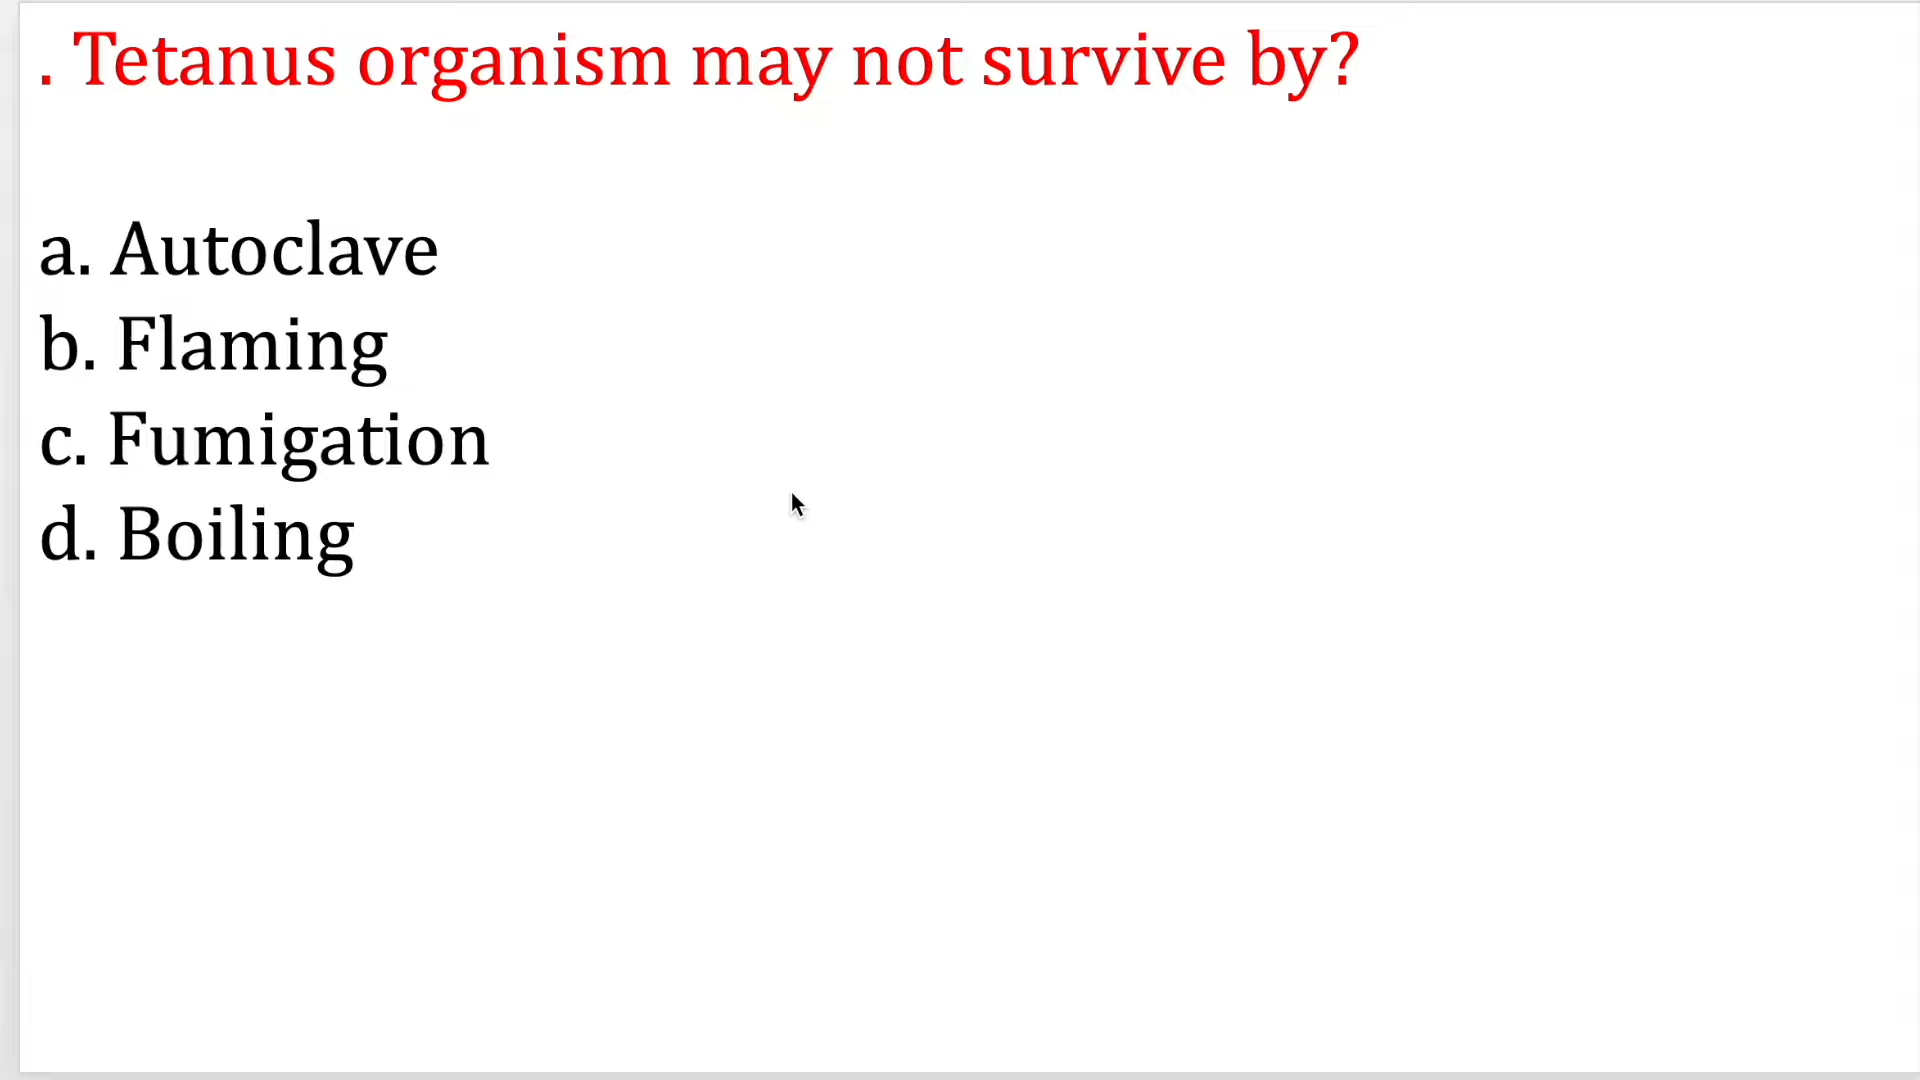 . Tetanus organism may not survive by?
a. Autoclave
b. Flaming
c. Fumigation
d. Boiling